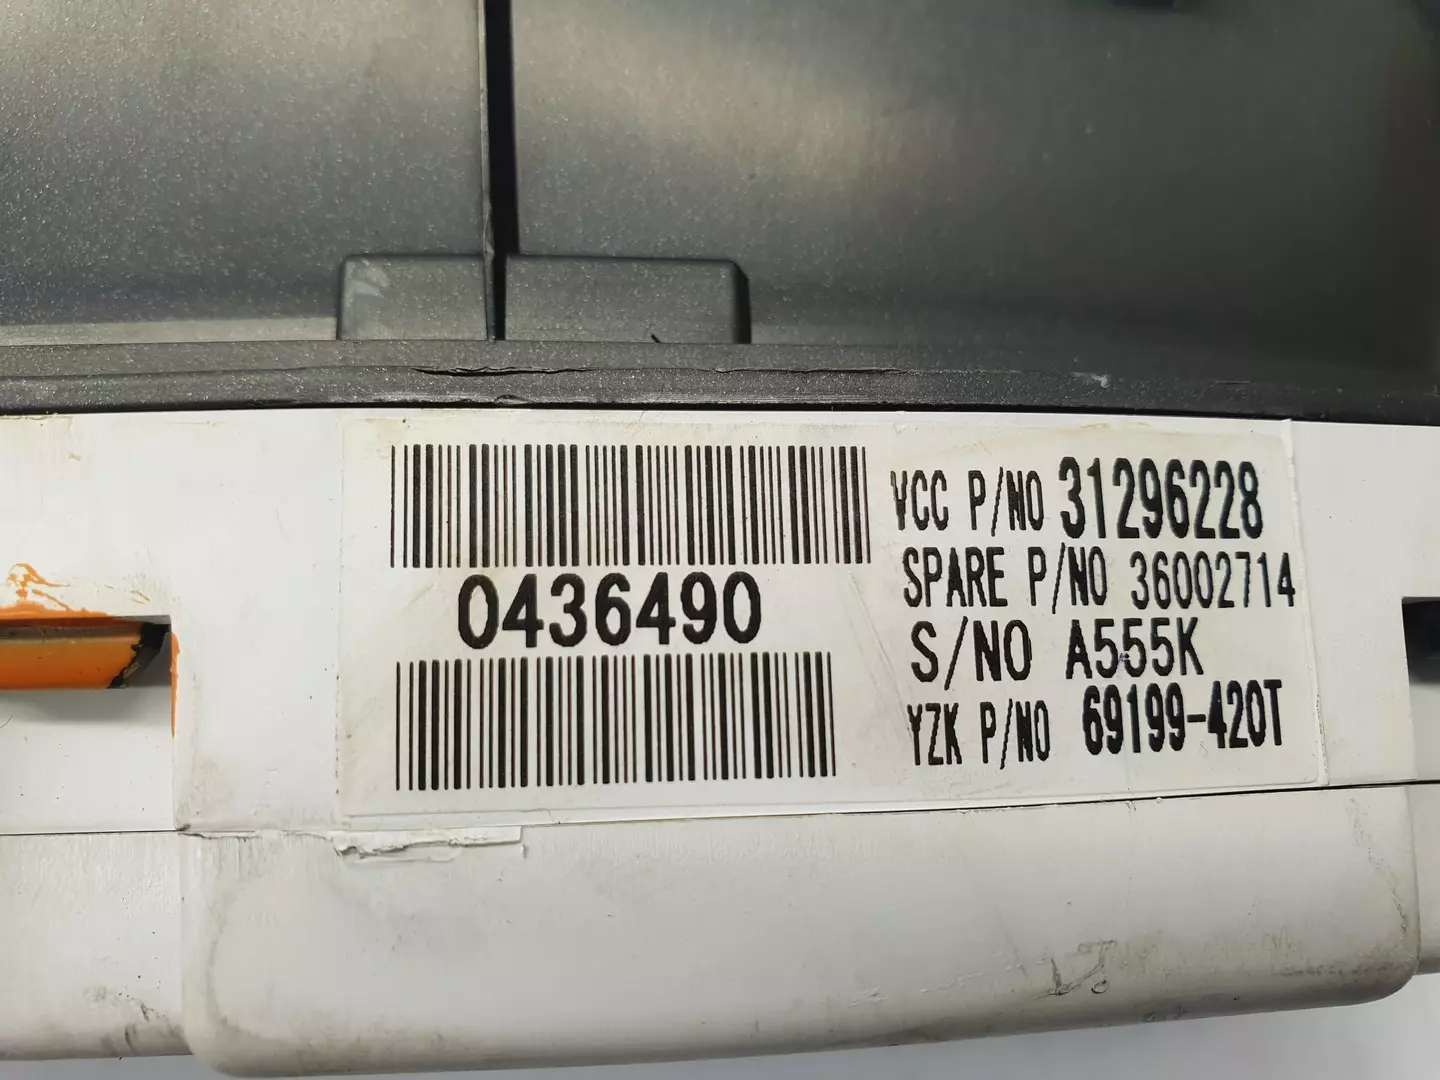 0436490
VCC P/NO 31296228
SPARE P/NO 36002714
S/NO A555K
YZK P/NO 69199-420T